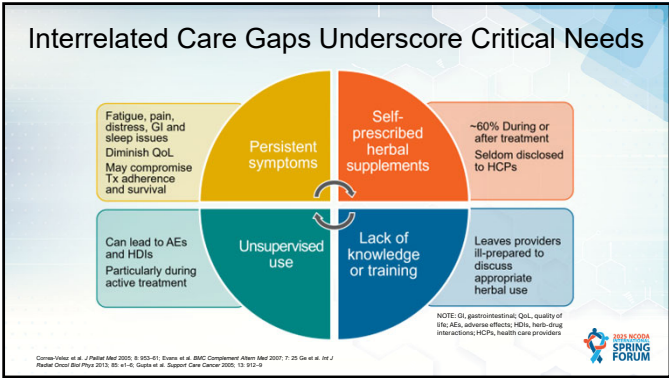 Interrelated Care Gaps Underscore Critical Needs
Fatigue, pain,
distress, GI and
sleep issues
Diminish QoL
May compromise
Tx adherence
and survival
Persistent
symptoms
Self-
prescribed
herbal
supplements
~60% During or
after treatment
Seldom disclosed
to HCPs
Can lead to AEs
and HDIs
Particularly during
active treatment
Unsupervised
use
Lack of
knowledge
or training
Leaves providers
ill-prepared to
discuss
appropriate
herbal use
NOTE: GI, gastrointestinal; QoL, quality of
life; AEs, adverse effects; HDIs, herb-drug
interactions; HCPs, health care providers
Correa-Velez et al. J Palliat Med 2005; 8: 953–61; Evans et al. BMC Complement Altern Med 2007; 7: 25 Ge et al. Int J
Radiat Oncol Biol Phys 2013; 85: e1–6; Gupta et al. Support Care Cancer 2005; 13: 912–9
2025 NCODA
INTERNATIONAL
SPRING
FORUM